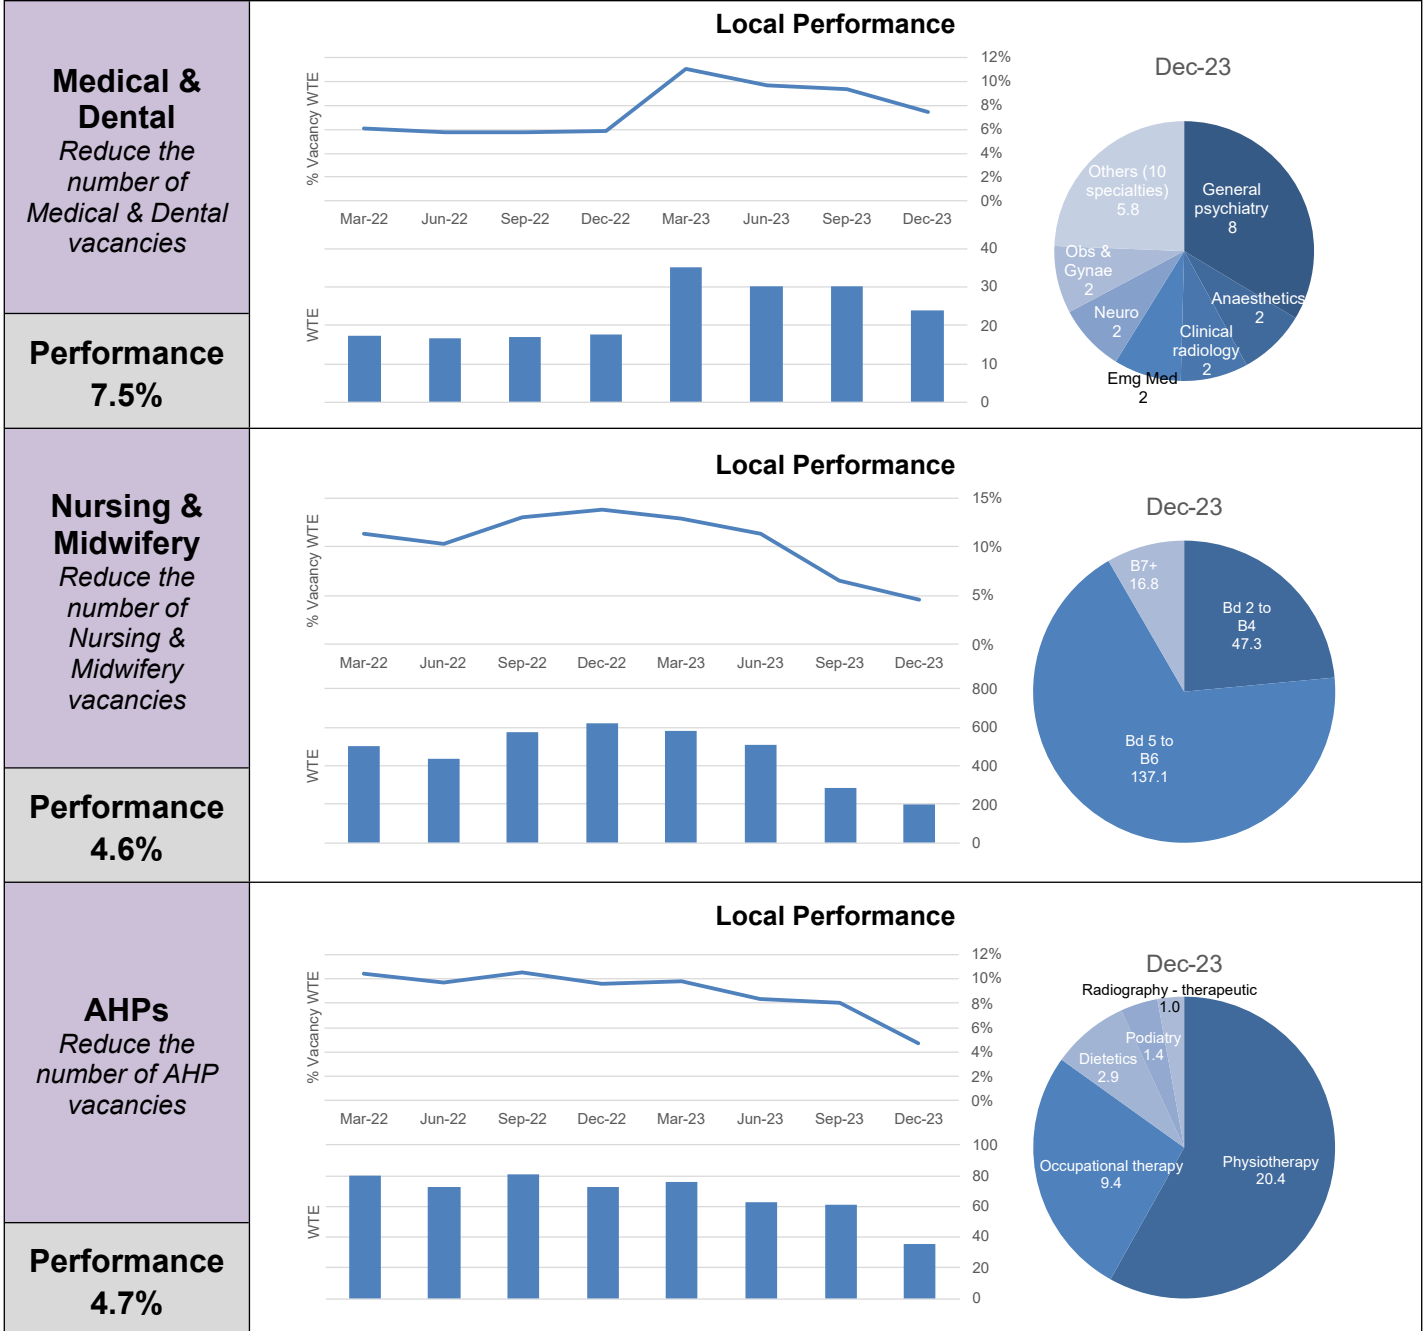 Medical &
Dental
Reduce the
number of
Medical & Dental
vacancies
Performance
7.5%
Local Performance
% Vacancy WTE
12%
10%
8%
6%
4%
2%
0%
Mar-22 Jun-22 Sep-22 Dec-22 Mar-23 Jun-23 Sep-23 Dec-23
WTE
40
30
20
10
0
Dec-23
Others (10
specialties)
5.8
General
psychiatry
8
Obs &
Gynae
2
Anaesthetics
2
Neuro
2
Clinical
radiology
2
Emg Med
2
Nursing &
Midwifery
Reduce the
number of
Nursing &
Midwifery
vacancies
Performance
4.6%
Local Performance
% Vacancy WTE
15%
10%
5%
0%
Mar-22 Jun-22 Sep-22 Dec-22 Mar-23 Jun-23 Sep-23 Dec-23
WTE
800
600
400
200
0
Dec-23
B7+
16.8
Bd 2 to
B4
47.3
Bd 5 to
B6
137.1
AHPs
Reduce the
number of AHP
vacancies
Performance
4.7%
Local Performance
% Vacancy WTE
12%
10%
8%
6%
4%
2%
0%
Mar-22 Jun-22 Sep-22 Dec-22 Mar-23 Jun-23 Sep-23 Dec-23
WTE
100
80
60
40
20
0
Dec-23
Radiography - therapeutic
1.0
Podiatry
1.4
Dietetics
2.9
Occupational therapy
9.4
Physiotherapy
20.4